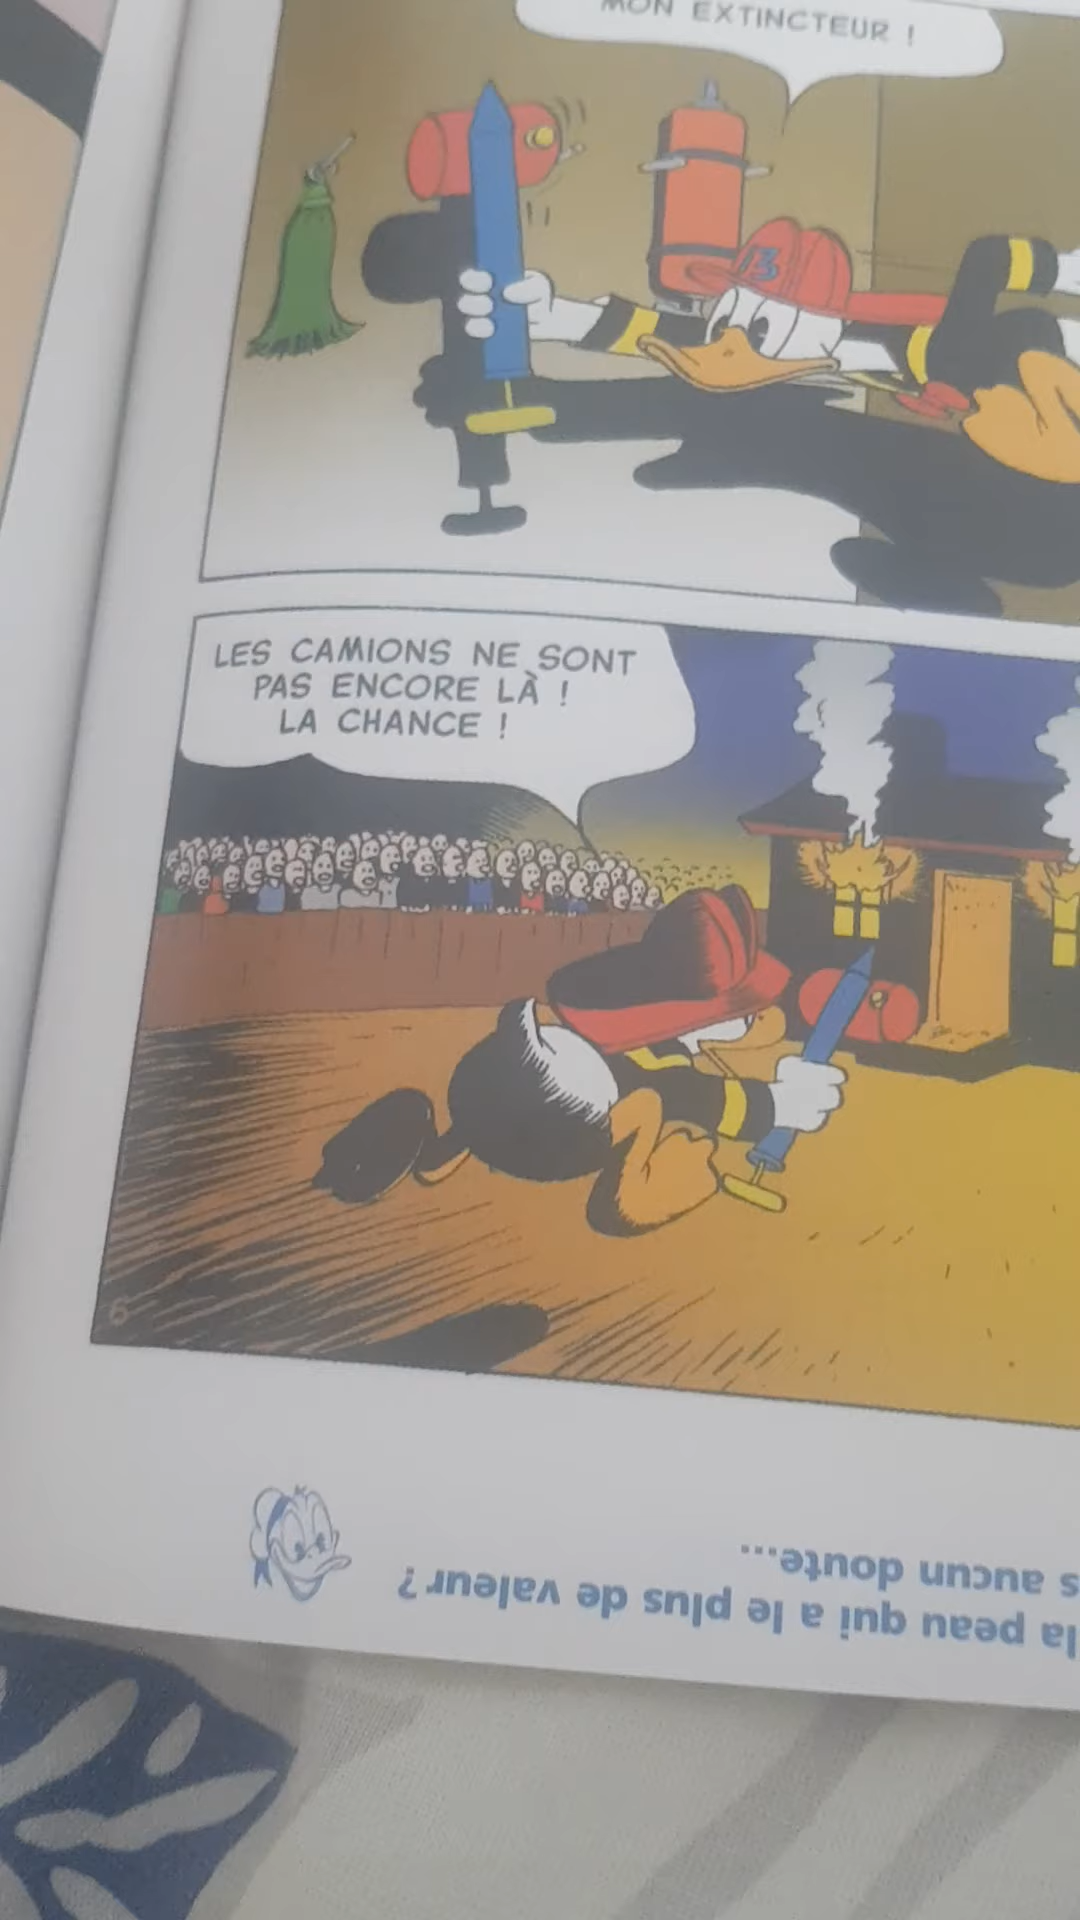 MON EXTINCTEUR !
13
LES CAMIONS NE SONT
PAS ENCORE LÀ !
LA CHANCE !
6
la peau qui a le plus de valeur ?
s aucun doute...